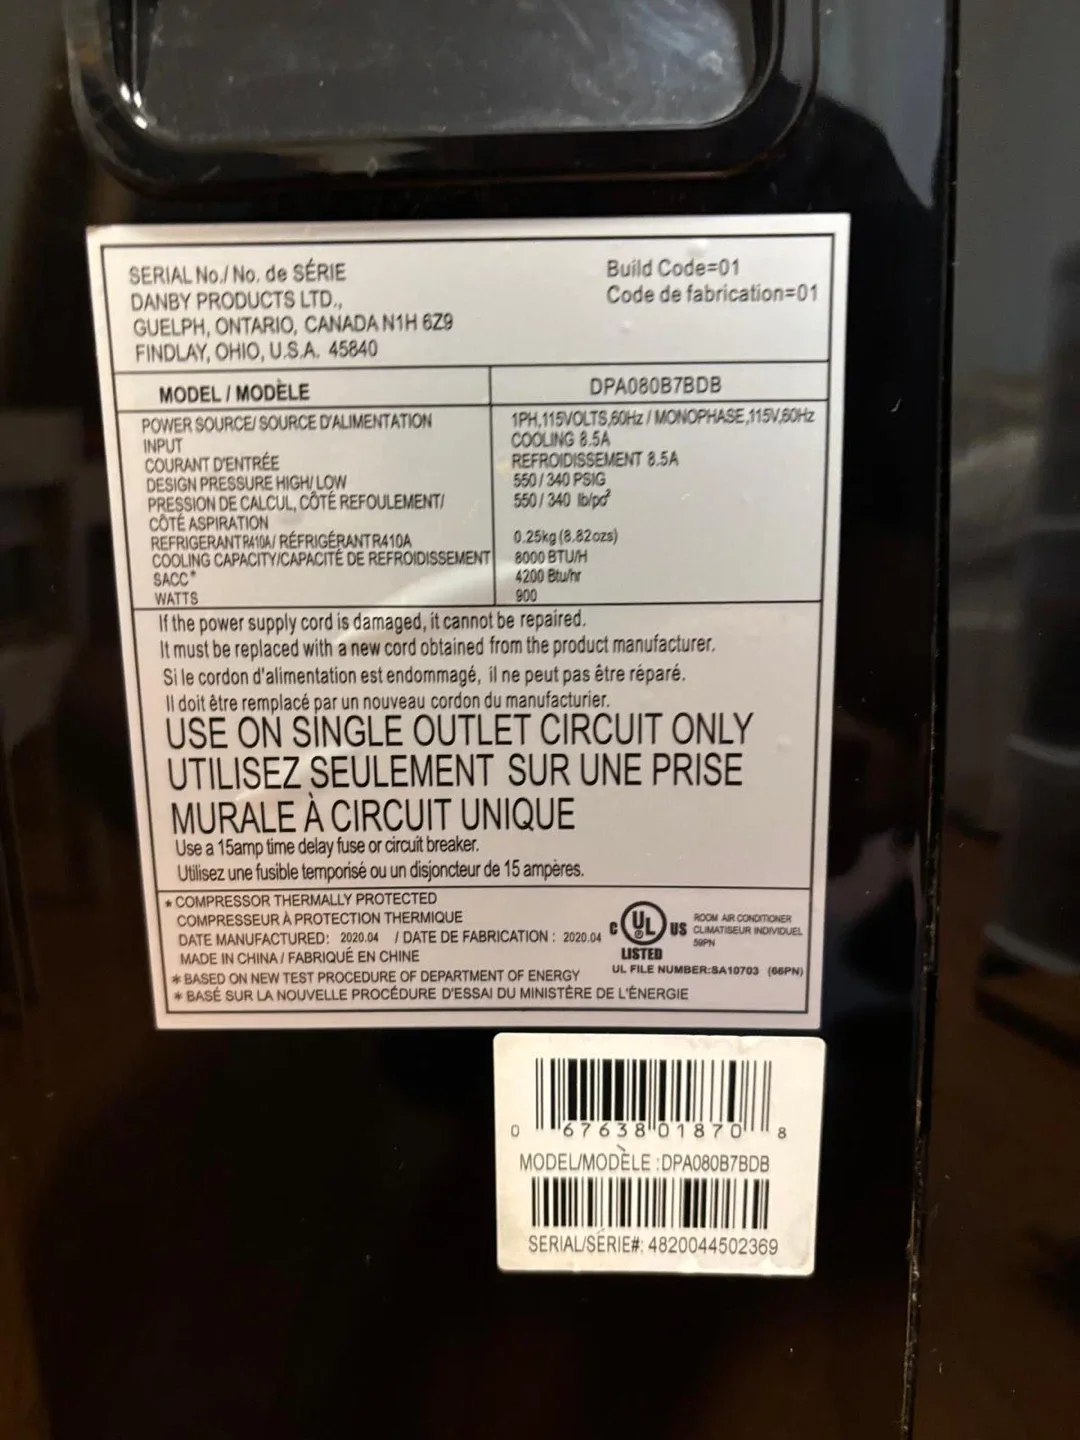 SERIAL No./ No. de SÉRIE
DANBY PRODUCTS LTD.,
GUELPH, ONTARIO, CANADA N1H 6Z9
FINDLAY, OHIO, U.S.A. 45840
Build Code=01
Code de fabrication=01
MODEL / MODÈLE DPA080B7BDB
POWER SOURCE/ SOURCE D'ALIMENTATION 1PH,115VOLTS,60Hz / MONOPHASE,115V,60Hz
INPUT COOLING 8.5A
COURANT D'ENTRÉE REFROIDISSEMENT 8.5A
DESIGN PRESSURE HIGH/ LOW 550 / 340 PSIG
PRESSION DE CALCUL, CÔTÉ REFOULEMENT/ 550 / 340 lb/po²
CÔTÉ ASPIRATION
REFRIGERANT R410A/ RÉFRIGÉRANT R410A 0.25kg (8.82ozs)
COOLING CAPACITY/CAPACITÉ DE REFROIDISSEMENT 8000 BTU/H
SACC* 4200 Btu/hr
WATTS 900
If the power supply cord is damaged, it cannot be repaired.
It must be replaced with a new cord obtained from the product manufacturer.
Si le cordon d'alimentation est endommagé, il ne peut pas être réparé.
Il doit être remplacé par un nouveau cordon du manufacturier.
USE ON SINGLE OUTLET CIRCUIT ONLY
UTILISEZ SEULEMENT SUR UNE PRISE
MURALE À CIRCUIT UNIQUE
Use a 15amp time delay fuse or circuit breaker.
Utilisez une fusible temporisé ou un disjoncteur de 15 ampères.
* COMPRESSOR THERMALLY PROTECTED
COMPRESSEUR À PROTECTION THERMIQUE
DATE MANUFACTURED: 2020.04 / DATE DE FABRICATION : 2020.04
MADE IN CHINA / FABRIQUÉ EN CHINE
* BASED ON NEW TEST PROCEDURE OF DEPARTMENT OF ENERGY
* BASÉ SUR LA NOUVELLE PROCÉDURE D'ESSAI DU MINISTÈRE DE L'ÉNERGIE
C UL ® US
LISTED
ROOM AIR CONDITIONER
CLIMATISEUR INDIVIDUEL
59PN
UL FILE NUMBER:SA10703 (66PN)
0 67638 01870 8
MODEL/MODÈLE :DPA080B7BDB
SERIAL/SÉRIE#: 4820044502369